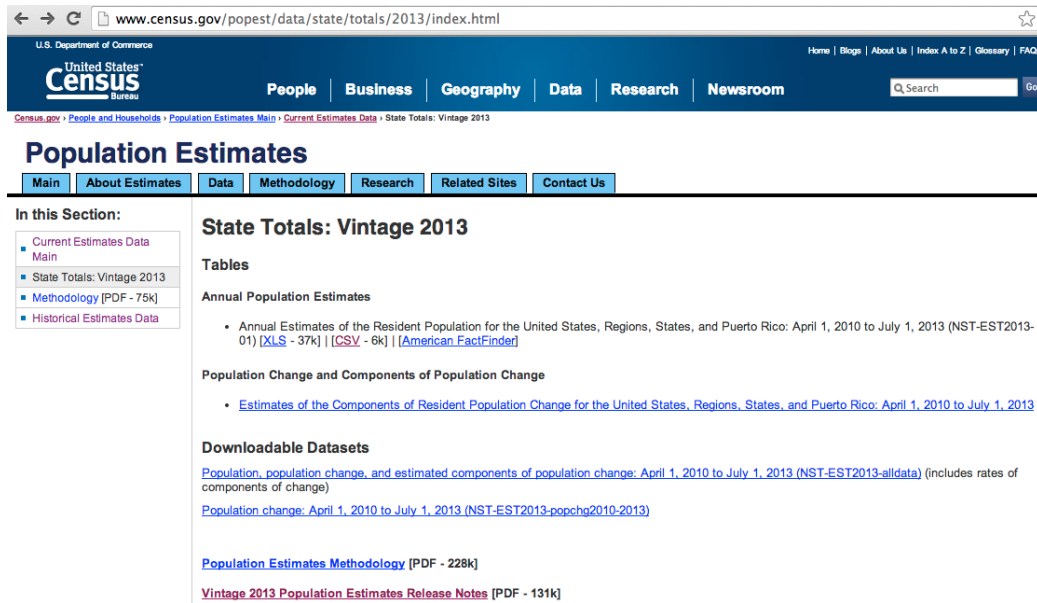 www.census.gov/popest/data/state/totals/2013/index.html
U.S. Department of Commerce
Home | Blogs | About Us | Index A to Z | Glossary | FAQ
United States™
Census
Bureau
People | Business | Geography | Data | Research | Newsroom
Search
Go
Census.gov › People and Households › Population Estimates Main › Current Estimates Data › State Totals: Vintage 2013
Population Estimates
Main About Estimates Data Methodology Research Related Sites Contact Us
In this Section:
Current Estimates Data
Main
State Totals: Vintage 2013
Methodology [PDF - 75k]
Historical Estimates Data
State Totals: Vintage 2013
Tables
Annual Population Estimates
Annual Estimates of the Resident Population for the United States, Regions, States, and Puerto Rico: April 1, 2010 to July 1, 2013 (NST-EST2013-
01) [XLS - 37k] | [CSV - 6k] | [American FactFinder]
Population Change and Components of Population Change
Estimates of the Components of Resident Population Change for the United States, Regions, States, and Puerto Rico: April 1, 2010 to July 1, 2013
Downloadable Datasets
Population, population change, and estimated components of population change: April 1, 2010 to July 1, 2013 (NST-EST2013-alldata) (includes rates of
components of change)
Population change: April 1, 2010 to July 1, 2013 (NST-EST2013-popchg2010-2013)
Population Estimates Methodology [PDF - 228k]
Vintage 2013 Population Estimates Release Notes [PDF - 131k]